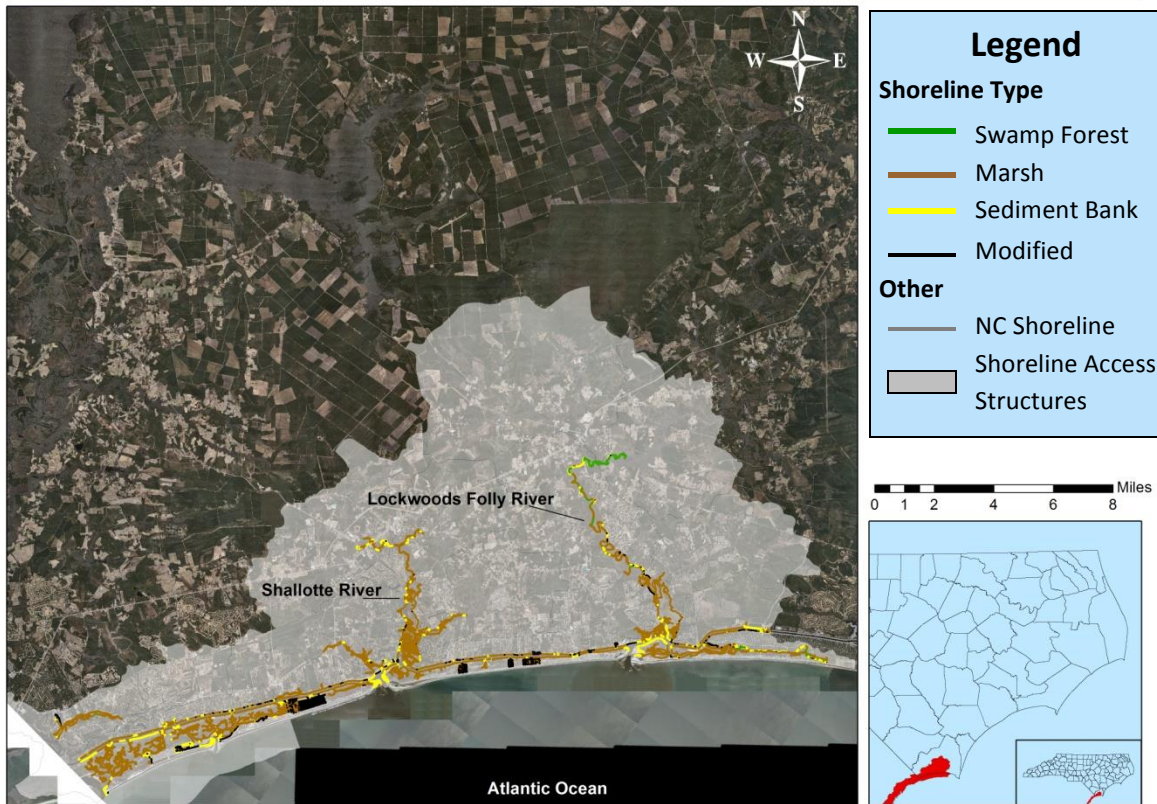 N
W E
S
Lockwoods Folly River
Shallotte River
Atlantic Ocean
Legend
Shoreline Type
Swamp Forest
Marsh
Sediment Bank
Modified
Other
NC Shoreline
Shoreline Access
Structures
0 1 2 4 6 8 Miles